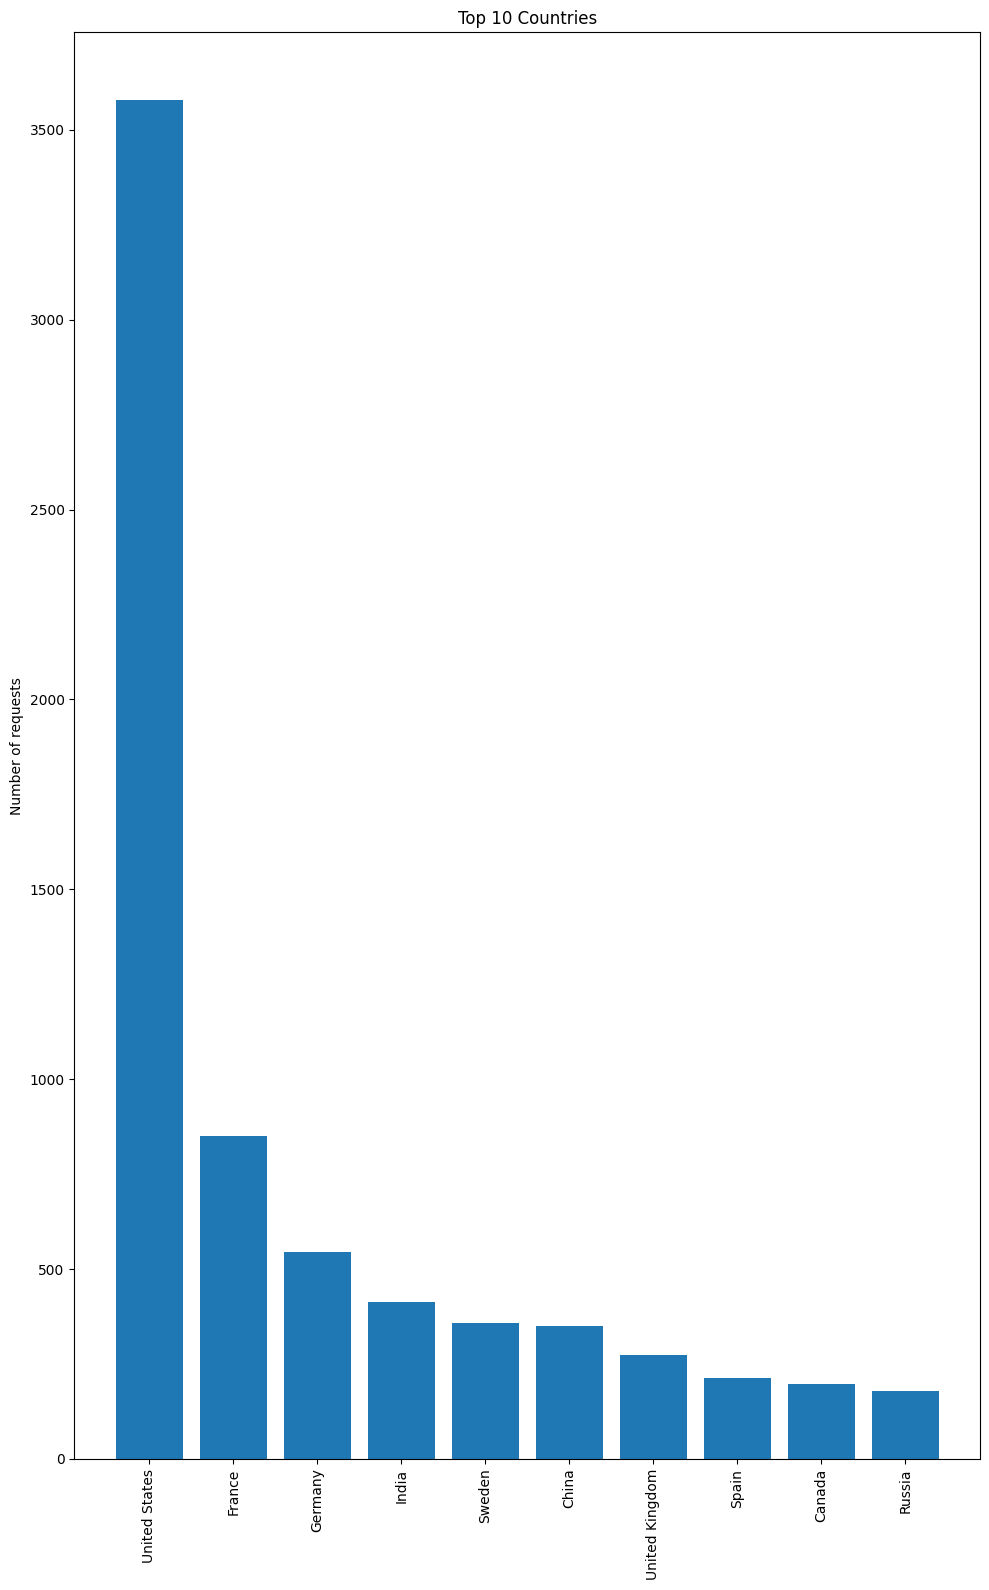 Top 10 Countries
Number of requests
3500
3000
2500
2000
1500
1000
500
0
United States
France
Germany
India
Sweden
China
United Kingdom
Spain
Canada
Russia